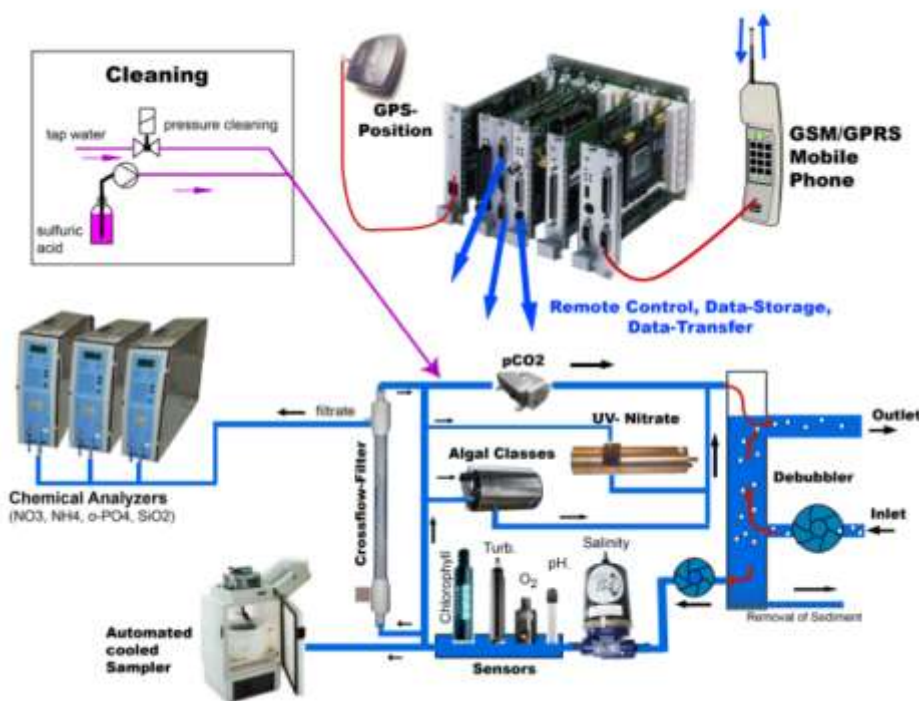 Cleaning
tap water
pressure cleaning
sulfuric
acid
GPS-
Position
GSM/GPRS
Mobile
Phone
Remote Control, Data-Storage,
Data-Transfer
pCO2
filtrate
UV- Nitrate
Algal Classes
Outlet
Debubbler
Inlet
Chemical Analyzers
(NO3, NH4, o-PO4, SiO2)
Crossflow-Filter
Chlorophyll
Turb.
O2
pH.
Salinity
Removal of Sediment
Automated
cooled
Sampler
Sensors